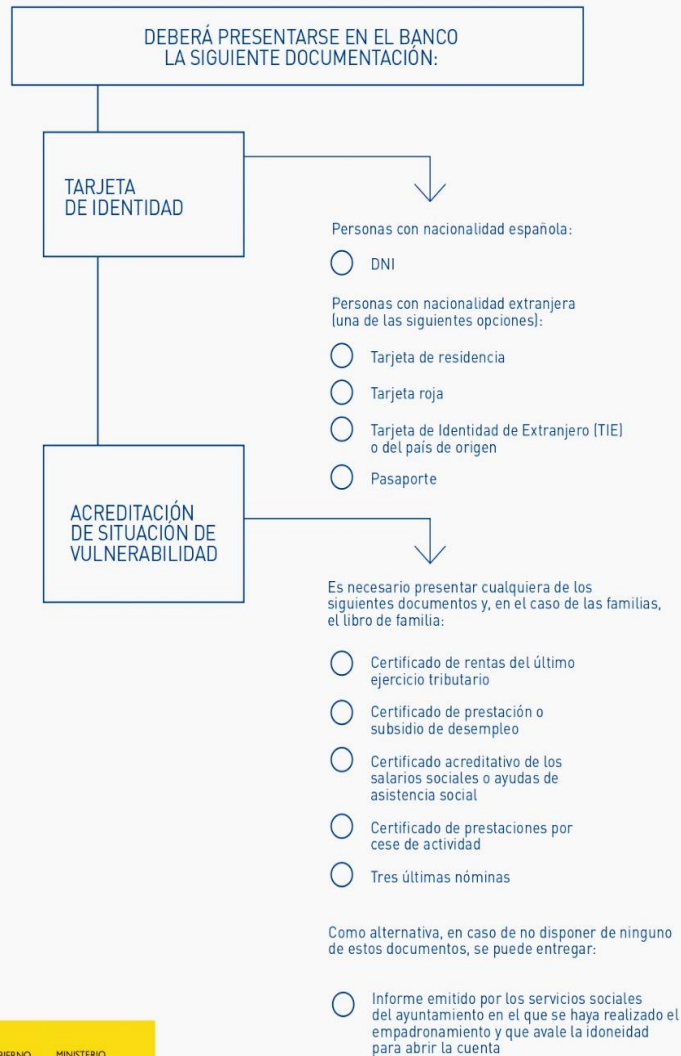 DEBERÁ PRESENTARSE EN EL BANCO
LA SIGUIENTE DOCUMENTACIÓN:
TARJETA
DE IDENTIDAD
Personas con nacionalidad española:
DNI
Personas con nacionalidad extranjera
(una de las siguientes opciones):
Tarjeta de residencia
Tarjeta roja
Tarjeta de Identidad de Extranjero (TIE)
o del país de origen
Pasaporte
ACREDITACIÓN
DE SITUACIÓN DE
VULNERABILIDAD
Es necesario presentar cualquiera de los
siguientes documentos y, en el caso de las familias,
el libro de familia:
Certificado de rentas del último
ejercicio tributario
Certificado de prestación o
subsidio de desempleo
Certificado acreditativo de los
salarios sociales o ayudas de
asistencia social
Certificado de prestaciones por
cese de actividad
Tres últimas nóminas
Como alternativa, en caso de no disponer de ninguno
de estos documentos, se puede entregar:
Informe emitido por los servicios sociales
del ayuntamiento en el que se haya realizado el
empadronamiento y que avale la idoneidad
para abrir la cuenta
MINISTERIO